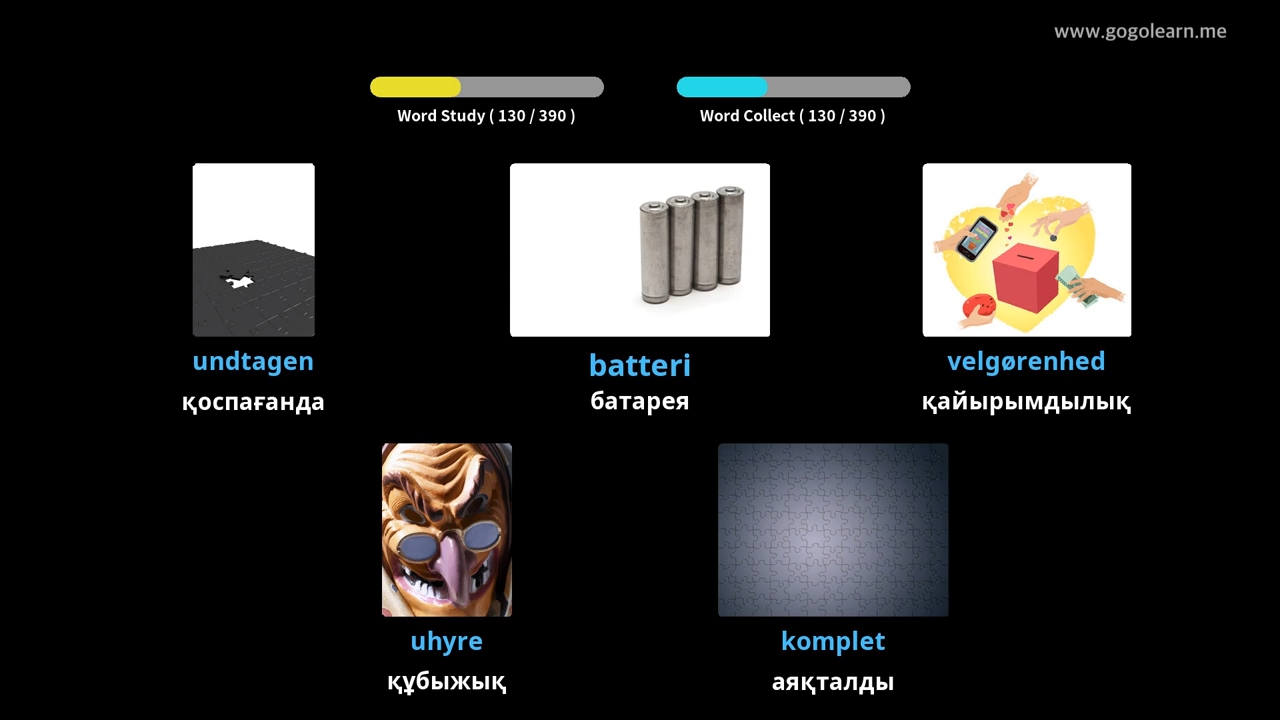 www.gogolearn.me
Word Study ( 130 / 390 )
Word Collect ( 130 / 390 )
undtagen
қоспағанда
batteri
батарея
velgørenhed
қайырымдылық
uhyre
құбыжық
komplet
аяқталды